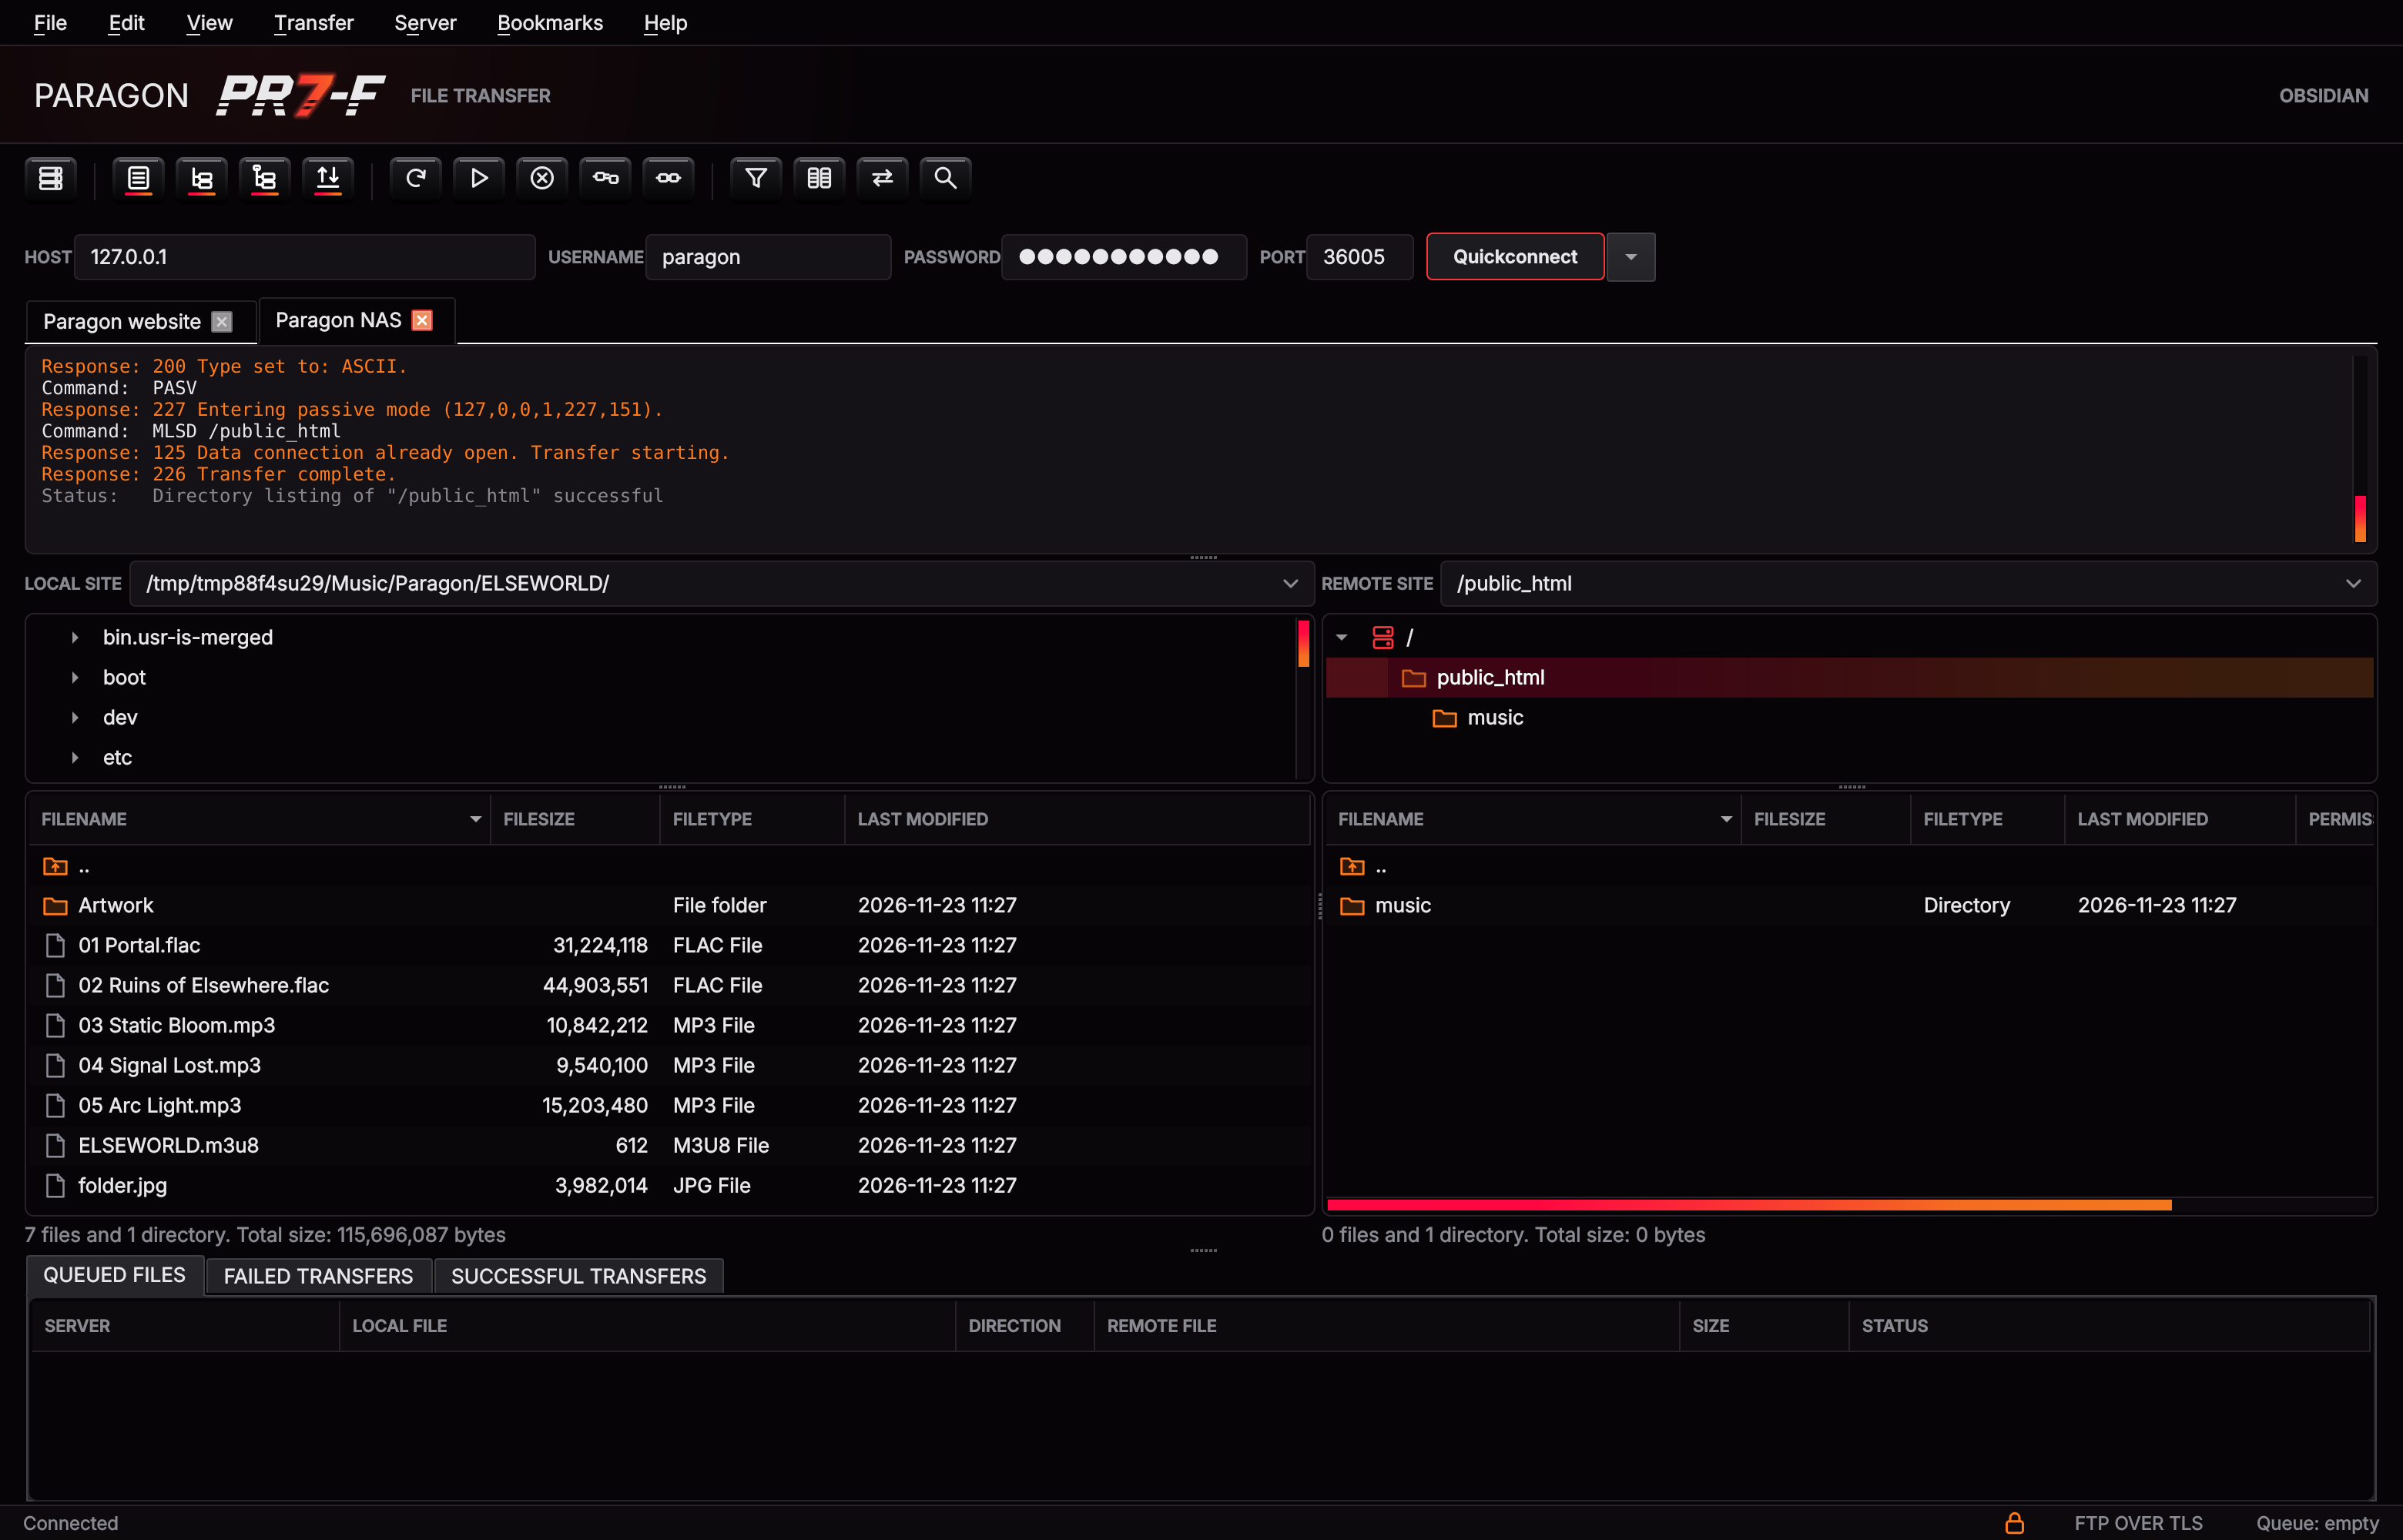 File Edit View Transfer Server Bookmarks Help
PARAGON PR7-F FILE TRANSFER OBSIDIAN
HOST 127.0.0.1 USERNAME paragon PASSWORD ●●●●●●●●●●● PORT 36005 Quickconnect
Paragon website Paragon NAS
Response: 200 Type set to: ASCII.
Command: PASV
Response: 227 Entering passive mode (127,0,0,1,227,151).
Command: MLSD /public_html
Response: 125 Data connection already open. Transfer starting.
Response: 226 Transfer complete.
Status: Directory listing of "/public_html" successful
LOCAL SITE /tmp/tmp88f4su29/Music/Paragon/ELSEWORLD/
bin.usr-is-merged
boot
dev
etc
REMOTE SITE /public_html
/
public_html
music
FILENAME FILESIZE FILETYPE LAST MODIFIED
..
Artwork File folder 2026-11-23 11:27
01 Portal.flac 31,224,118 FLAC File 2026-11-23 11:27
02 Ruins of Elsewhere.flac 44,903,551 FLAC File 2026-11-23 11:27
03 Static Bloom.mp3 10,842,212 MP3 File 2026-11-23 11:27
04 Signal Lost.mp3 9,540,100 MP3 File 2026-11-23 11:27
05 Arc Light.mp3 15,203,480 MP3 File 2026-11-23 11:27
ELSEWORLD.m3u8 612 M3U8 File 2026-11-23 11:27
folder.jpg 3,982,014 JPG File 2026-11-23 11:27
7 files and 1 directory. Total size: 115,696,087 bytes
FILENAME FILESIZE FILETYPE LAST MODIFIED PERMIS
..
music Directory 2026-11-23 11:27
0 files and 1 directory. Total size: 0 bytes
QUEUED FILES FAILED TRANSFERS SUCCESSFUL TRANSFERS
SERVER LOCAL FILE DIRECTION REMOTE FILE SIZE STATUS
Connected FTP OVER TLS Queue: empty